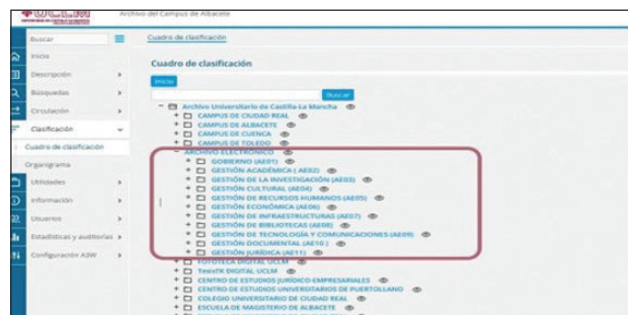 UCLM
Archivo del Campus de Albacete
Buscar
Cuadro de clasificación
Inicio
Descripción
Búsquedas
Circulación
Clasificación
Cuadro de clasificación
Organigrama
Utilidades
Información
Usuarios
Estadísticas y auditorías
Configuración A3W
Cuadro de clasificación
Inicio
Buscar
Archivo Universitario de Castilla La Mancha
CAMPUS DE CIUDAD REAL
CAMPUS DE ALBACETE
CAMPUS DE CUENCA
CAMPUS DE TOLEDO
ARCHIVO ELECTRÓNICO
GOBIERNO (AE01)
GESTIÓN ACADÉMICA ( AE02)
GESTIÓN DE LA INVESTIGACIÓN (AE03)
GESTIÓN CULTURAL (AE04)
GESTIÓN DE RECURSOS HUMANOS (AE05)
GESTIÓN ECONÓMICA (AE06)
GESTIÓN DE INFRAESTRUCTURAS (AE07)
GESTIÓN DE BIBLIOTECAS (AE08)
GESTIÓN DE TECNOLOGÍA Y COMUNICACIONES (AE09)
GESTIÓN DOCUMENTAL (AE10 )
GESTIÓN JURÍDICA (AE11)
FOTOTECA DIGITAL UCLM
TesisTK DIGITAL UCLM
CENTRO DE ESTUDIOS JURÍDICO-EMPRESARIALES
CENTRO DE ESTUDIOS UNIVERSITARIOS DE PUERTOLLANO
COLEGIO UNIVERSITARIO DE CIUDAD REAL
ESCUELA DE MAGISTERIO DE ALBACETE